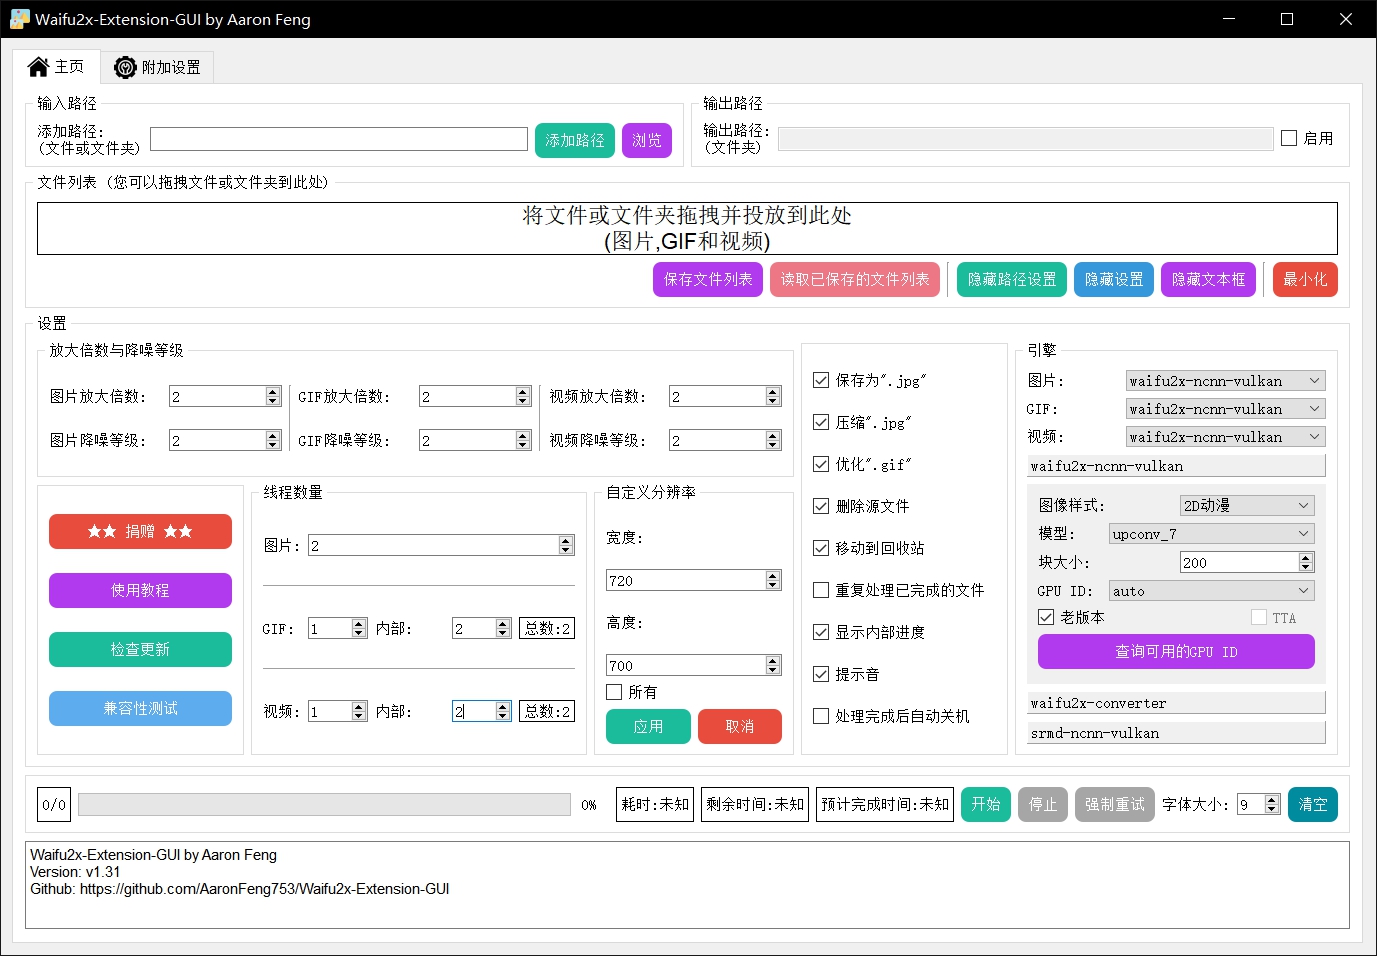 Waifu2x-Extension-GUI by Aaron Feng
主页
附加设置
输入路径
添加路径:
(文件或文件夹)
添加路径
浏览
输出路径
输出路径:
(文件夹)
启用
文件列表 (您可以拖拽文件或文件夹到此处)
将文件或文件夹拖拽并投放到此处
(图片,GIF和视频)
保存文件列表
读取已保存的文件列表
隐藏路径设置
隐藏设置
隐藏文本框
最小化
设置
放大倍数与降噪等级
图片放大倍数: 2
GIF放大倍数: 2
视频放大倍数: 2
图片降噪等级: 2
GIF降噪等级: 2
视频降噪等级: 2
★★ 捐赠 ★★
使用教程
检查更新
兼容性测试
线程数量
图片: 2
GIF: 1 内部: 2 总数:2
视频: 1 内部: 2 总数:2
自定义分辨率
宽度:
720
高度:
700
所有
应用
取消
保存为".jpg"
压缩".jpg"
优化".gif"
删除源文件
移动到回收站
重复处理已完成的文件
显示内部进度
提示音
处理完成后自动关机
引擎
图片: waifu2x-ncnn-vulkan
GIF: waifu2x-ncnn-vulkan
视频: waifu2x-ncnn-vulkan
waifu2x-ncnn-vulkan
图像样式: 2D动漫
模型: upconv_7
块大小: 200
GPU ID: auto
老版本
TTA
查询可用的GPU ID
waifu2x-converter
srmd-ncnn-vulkan
0/0
0%
耗时:未知
剩余时间:未知
预计完成时间:未知
开始
停止
强制重试
字体大小: 9
清空
Waifu2x-Extension-GUI by Aaron Feng
Version: v1.31
Github: https://github.com/AaronFeng753/Waifu2x-Extension-GUI